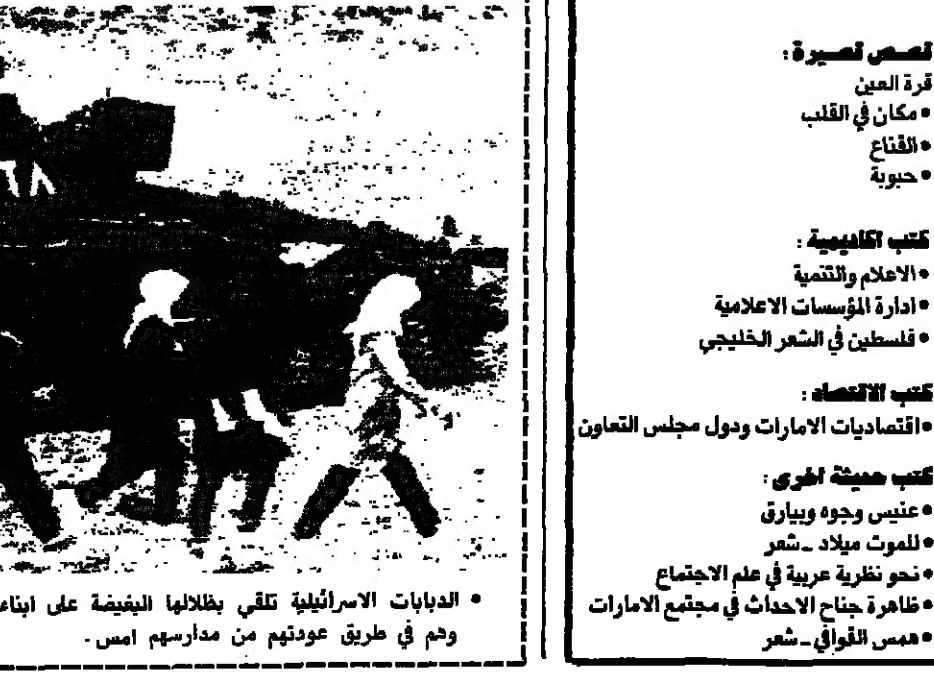 قصص قصيرة :
قرة العين
• مكان في القلب
• القناع
• حبوبة
كتب اكاديمية :
• الاعلام والتنمية
• ادارة المؤسسات الاعلامية
• فلسطين في الشعر الخليجي
كتب الاقتصاد :
• اقتصاديات الامارات ودول مجلس التعاون
كتب حديثة اخرى :
• عنيس وجوه وبيارق
• للموت ميلاد ـ شعر
• نحو نظرية عربية في علم الاجتماع
• ظاهرة جناح الاحداث في مجتمع الامارات
• همس القوافي ـ شعر
• الدبابات الاسرائيلية تلقي بظلالها البغيضة على ابناء
وهم في طريق عودتهم من مدارسهم امس .